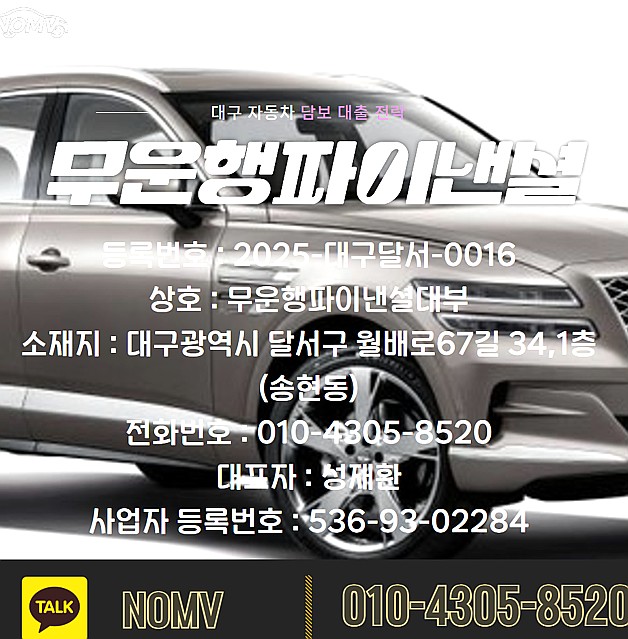 NOMV
대구 자동차 담보 대출 전략
무운행파이낸셜
등록번호 : 2025-대구달서-0016
상호 : 무운행파이낸셜대부
소재지 : 대구광역시 달서구 월배로67길 34,1층
(송현동)
전화번호 : 010-4305-8520
대표자 : 성제환
사업자 등록번호 : 536-93-02284
TALK
NOMV
010-4305-8520